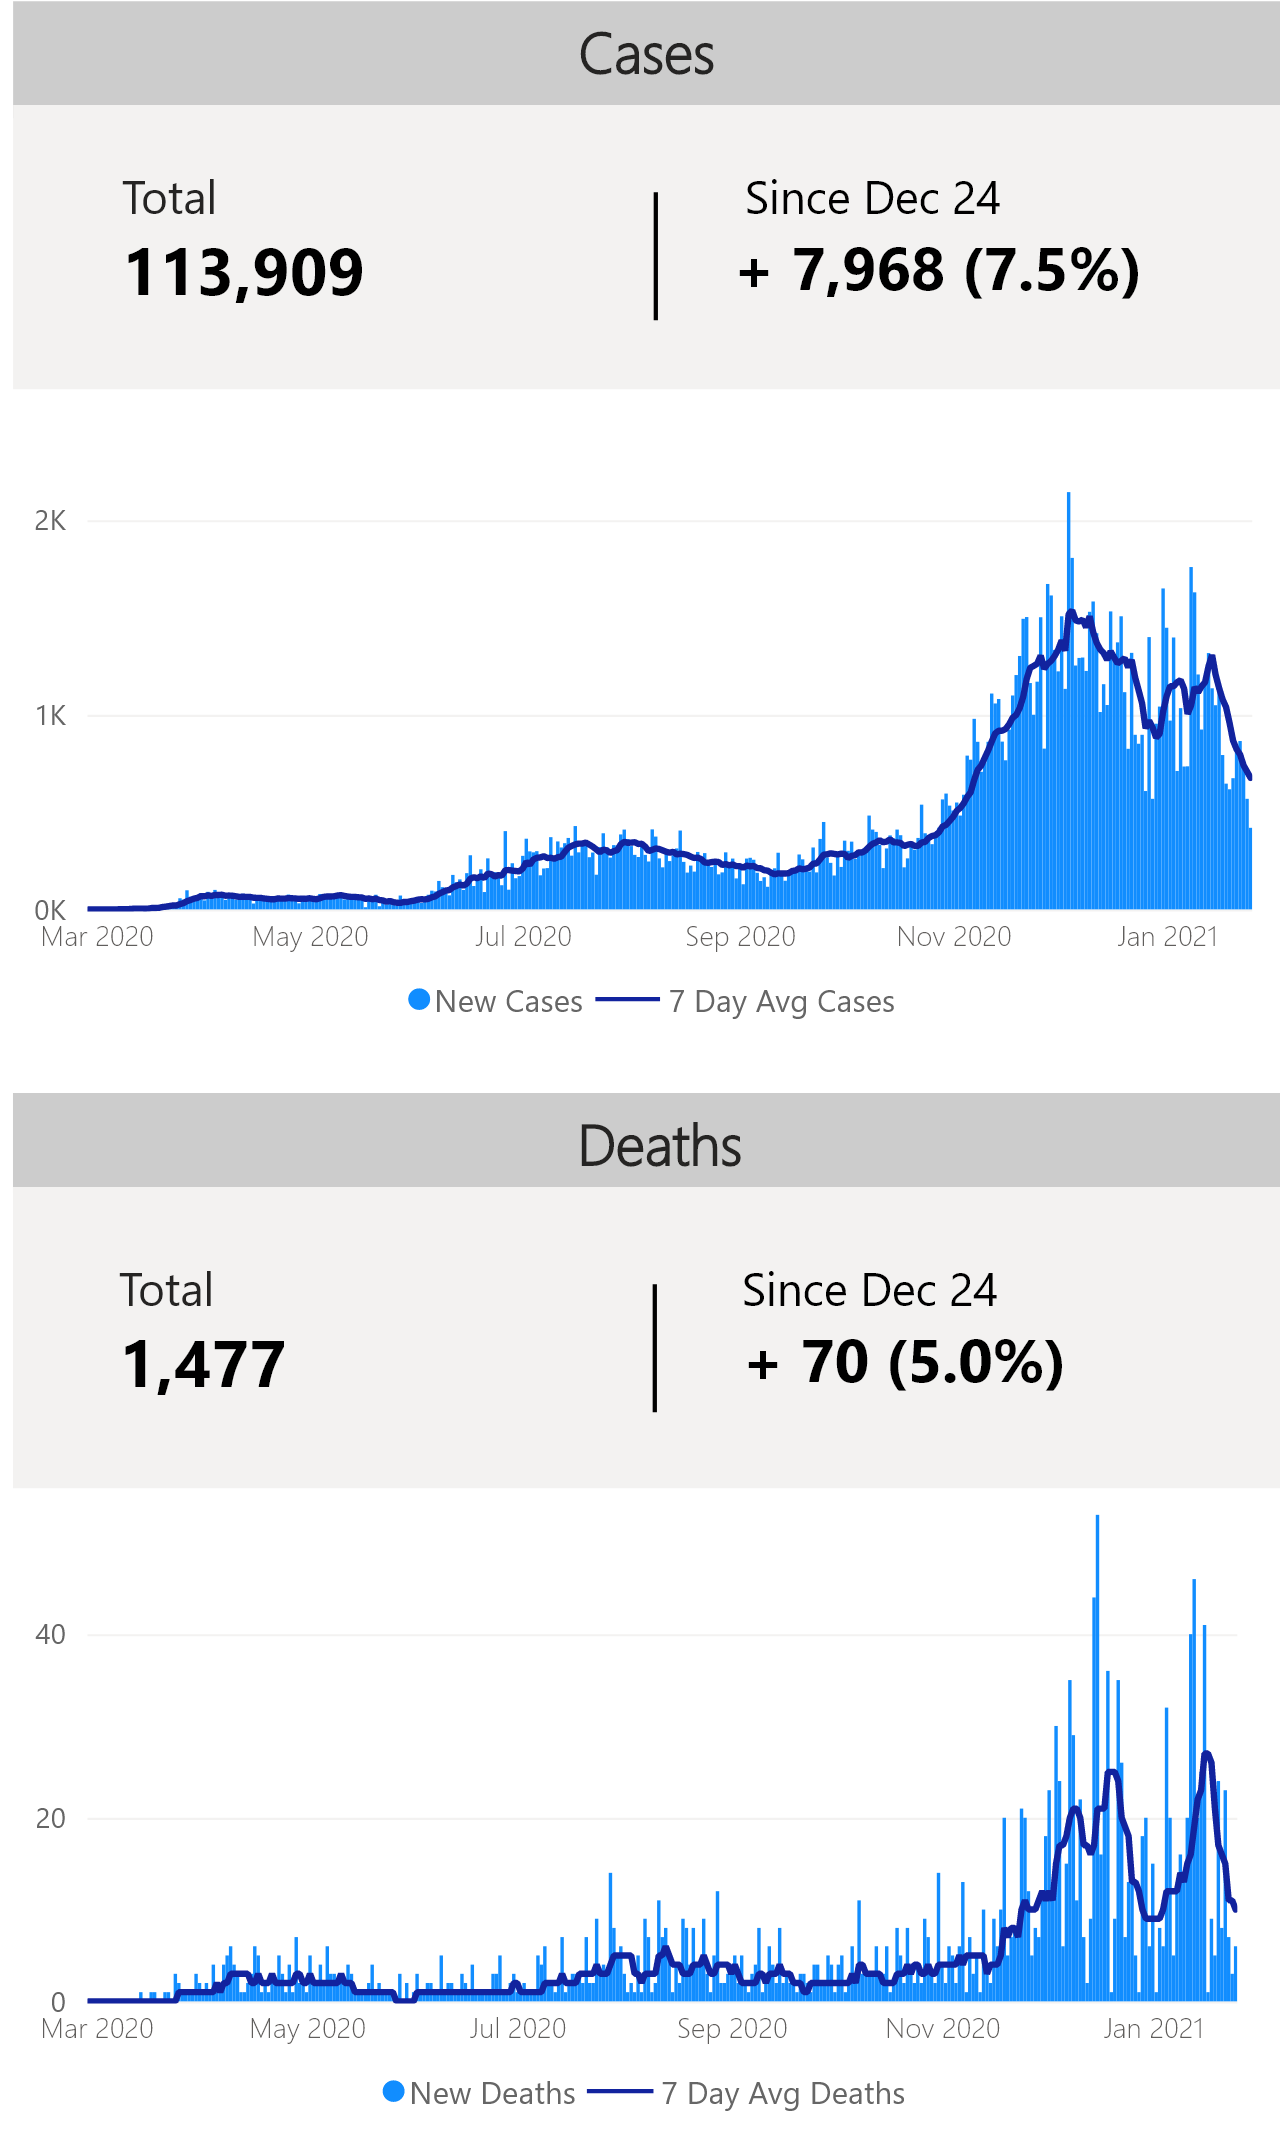 Cases
Total
Since Dec 24
113,909
+ 7,968 (7.5%)
2K
1K
0K
Mar 2020
May 2020
Jul 2020
Sep 2020
Nov 2020
Jan 2021
New Cases
7 Day Avg Cases
Deaths
Total
Since Dec 24
1,477
+ 70 (5.0%)
40
20
0
Mar 2020
May 2020
Jul 2020
Sep 2020
Nov 2020
Jan 2021
New Deaths
7 Day Avg Deaths